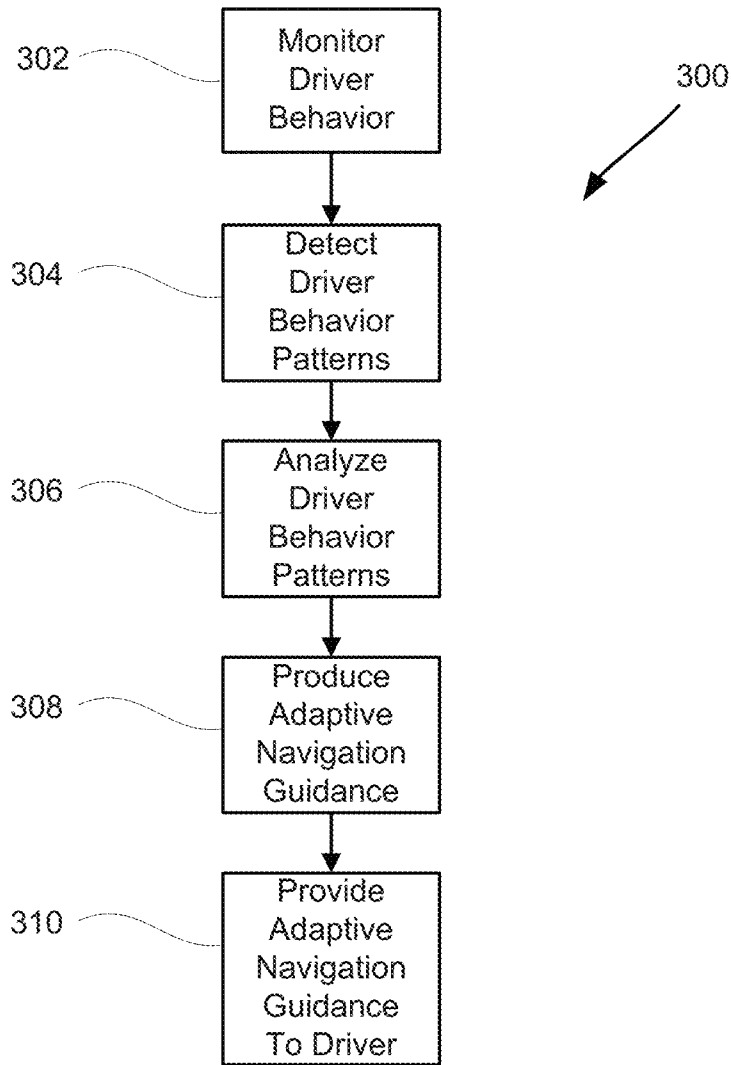 302
Monitor
Driver
Behavior
300
304
Detect
Driver
Behavior
Patterns
306
Analyze
Driver
Behavior
Patterns
308
Produce
Adaptive
Navigation
Guidance
310
Provide
Adaptive
Navigation
Guidance
To Driver